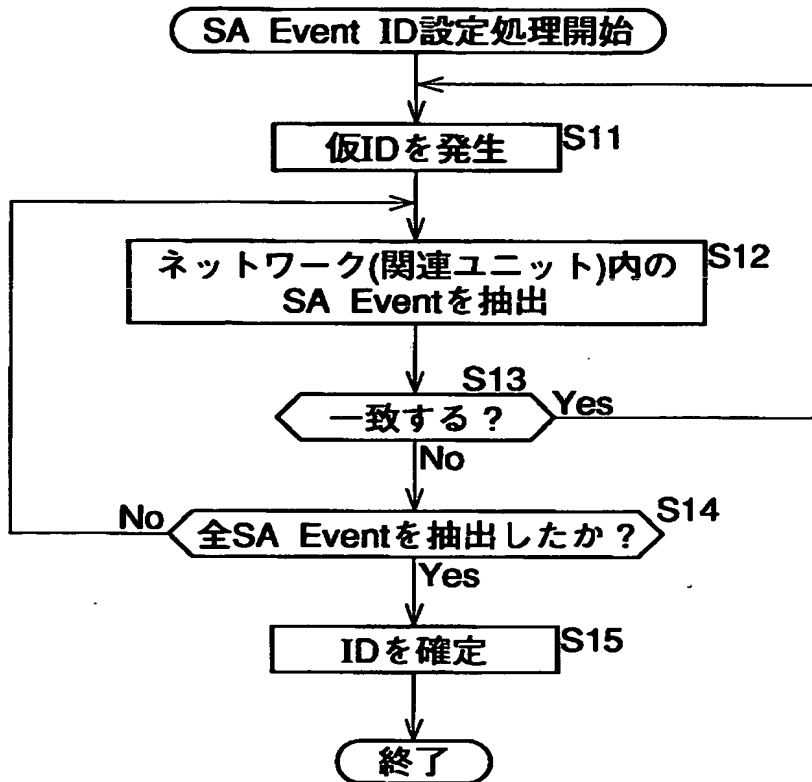 SA Event ID設定処理開始
仮IDを発生
S11
ネットワーク(関連ユニット)内の
SA Eventを抽出
S12
S13
一致する？
Yes
No
No
全SA Eventを抽出したか？
S14
Yes
IDを確定
S15
終了